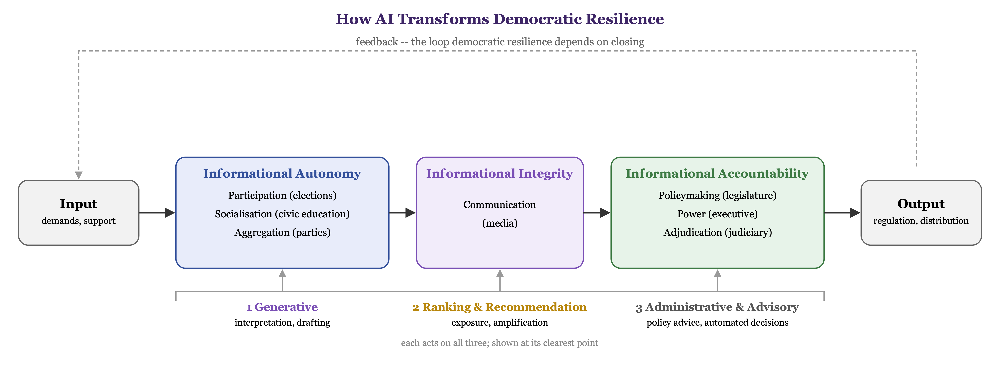 How AI Transforms Democratic Resilience
feedback -- the loop democratic resilience depends on closing
Input
demands, support
Informational Autonomy
Participation (elections)
Socialisation (civic education)
Aggregation (parties)
Informational Integrity
Communication
(media)
Informational Accountability
Policymaking (legislature)
Power (executive)
Adjudication (judiciary)
Output
regulation, distribution
1 Generative
interpretation, drafting
2 Ranking & Recommendation
exposure, amplification
3 Administrative & Advisory
policy advice, automated decisions
each acts on all three; shown at its clearest point